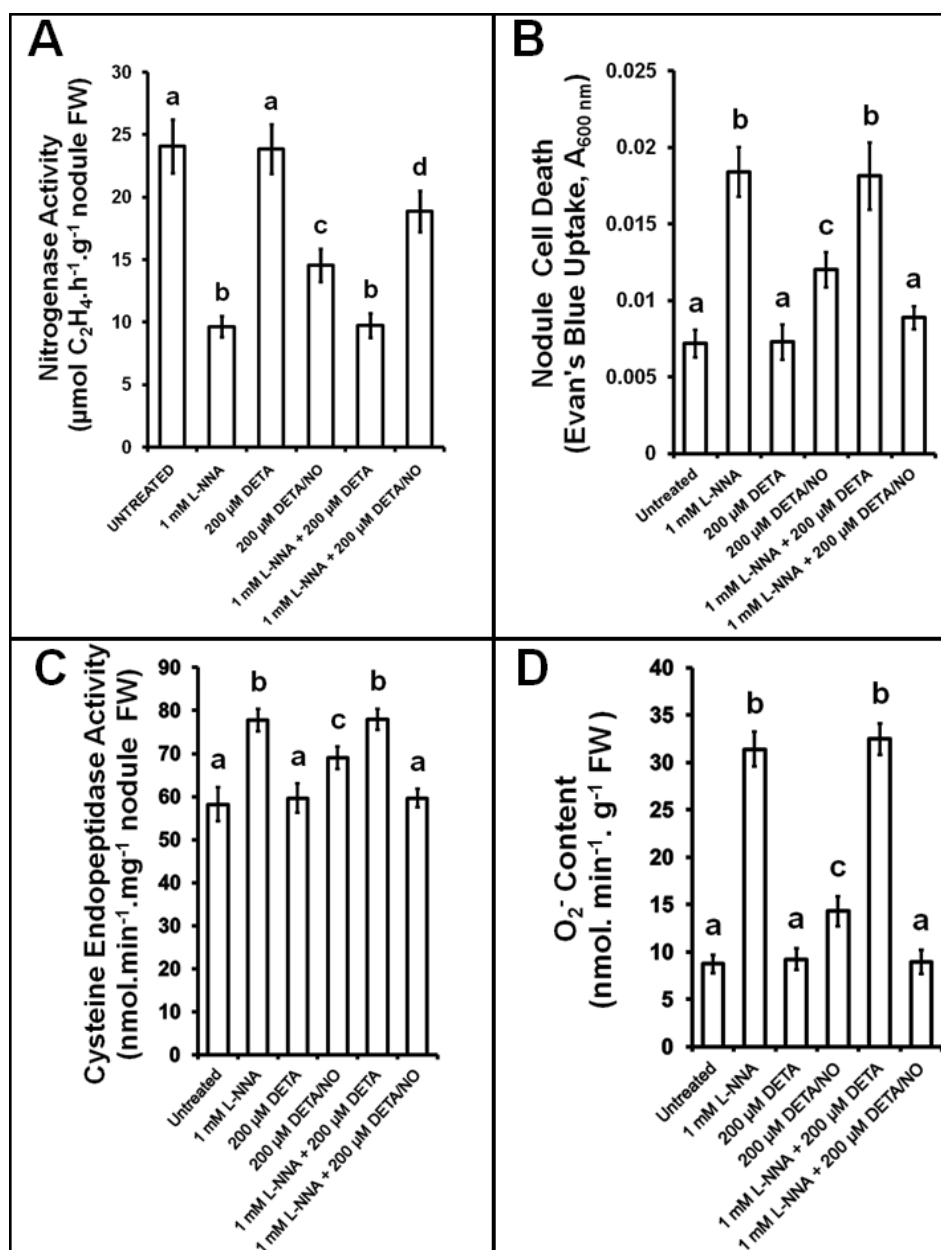 A
Nitrogenase Activity
(µmol C₂H₄.h⁻¹.g⁻¹ nodule FW)
30
25
20
15
10
5
0
a
b
a
c
b
d
UNTREATED
1 mM L-NNA
200 µM DETA
200 µM DETA/NO
1 mM L-NNA + 200 µM DETA
1 mM L-NNA + 200 µM DETA/NO
B
Nodule Cell Death
(Evan's Blue Uptake, A₆₀₀ nm)
0.025
0.02
0.015
0.01
0.005
0
a
b
a
c
b
a
Untreated
1 mM L-NNA
200 µM DETA
200 µM DETA/NO
1 mM L-NNA + 200 µM DETA
1 mM L-NNA + 200 µM DETA/NO
C
Cysteine Endopeptidase Activity
(nmol.min⁻¹.mg⁻¹ nodule FW)
90
80
70
60
50
40
30
20
10
0
a
b
a
c
b
a
Untreated
1 mM L-NNA
200 µM DETA
200 µM DETA/NO
1 mM L-NNA + 200 µM DETA
1 mM L-NNA + 200 µM DETA/NO
D
O₂⁻ Content
(nmol. min⁻¹. g⁻¹ FW )
40
35
30
25
20
15
10
5
0
a
b
a
c
b
a
Untreated
1 mM L-NNA
200 µM DETA
200 µM DETA/NO
1 mM L-NNA + 200 µM DETA
1 mM L-NNA + 200 µM DETA/NO